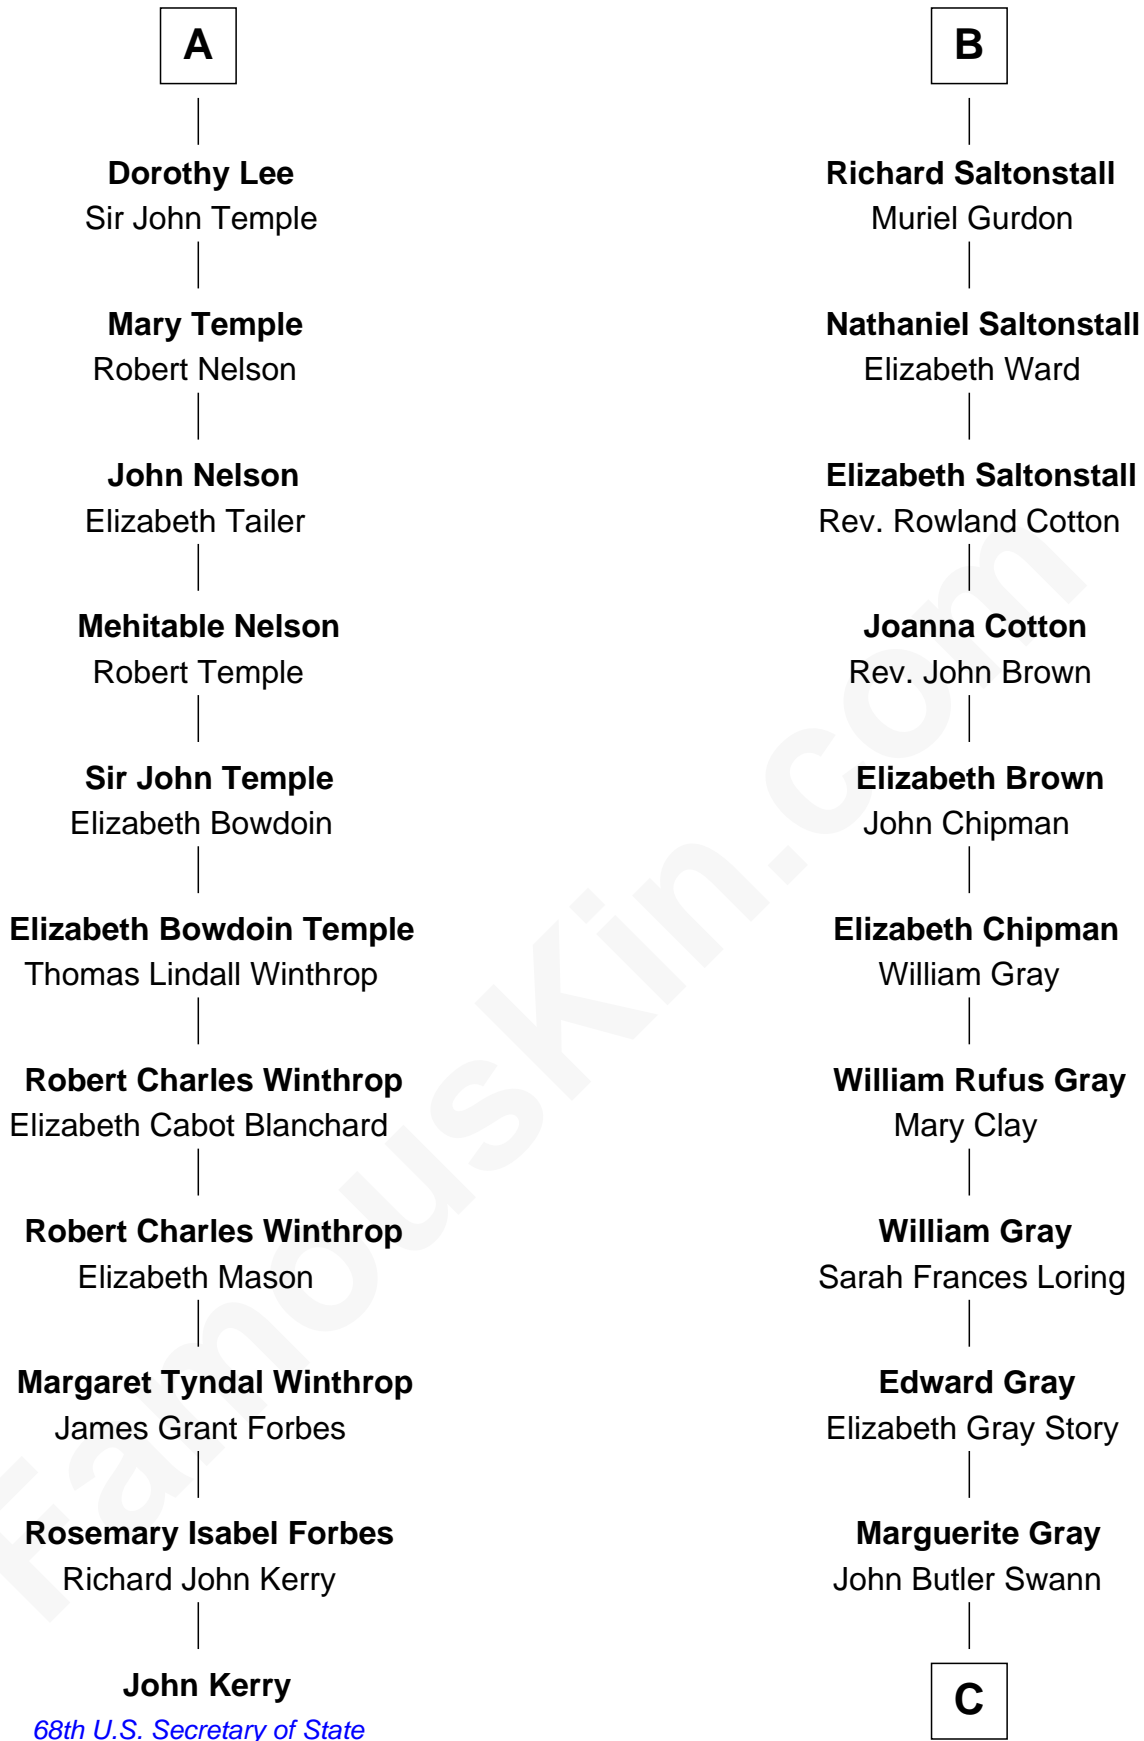 A
Dorothy Lee
Sir John Temple
Mary Temple
Robert Nelson
John Nelson
Elizabeth Tailer
Mehitable Nelson
Robert Temple
Sir John Temple
Elizabeth Bowdoin
Elizabeth Bowdoin Temple
Thomas Lindall Winthrop
Robert Charles Winthrop
Elizabeth Cabot Blanchard
Robert Charles Winthrop
Elizabeth Mason
Margaret Tyndal Winthrop
James Grant Forbes
Rosemary Isabel Forbes
Richard John Kerry
John Kerry
68th U.S. Secretary of State
B
Richard Saltonstall
Muriel Gurdon
Nathaniel Saltonstall
Elizabeth Ward
Elizabeth Saltonstall
Rev. Rowland Cotton
Joanna Cotton
Rev. John Brown
Elizabeth Brown
John Chipman
Elizabeth Chipman
William Gray
William Rufus Gray
Mary Clay
William Gray
Sarah Frances Loring
Edward Gray
Elizabeth Gray Story
Marguerite Gray
John Butler Swann
C
FamousKin.com